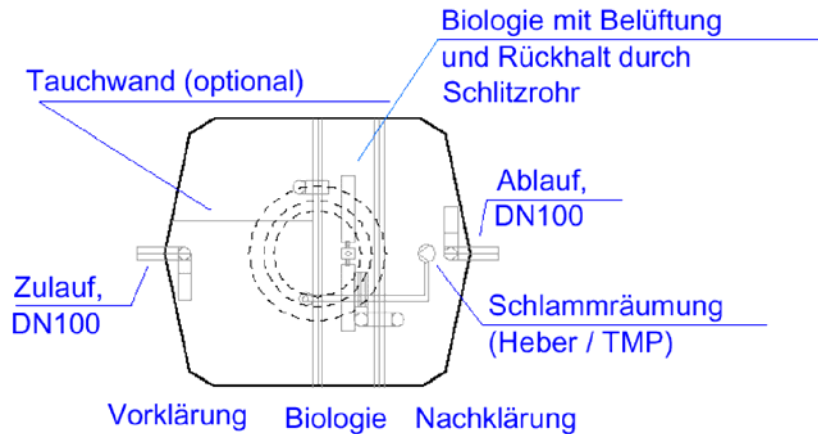 Biologie mit Belüftung
und Rückhalt durch
Schlitzrohr
Tauchwand (optional)
Ablauf,
DN100
Zulauf,
DN100
Schlammräumung
(Heber / TMP)
Vorklärung Biologie Nachklärung